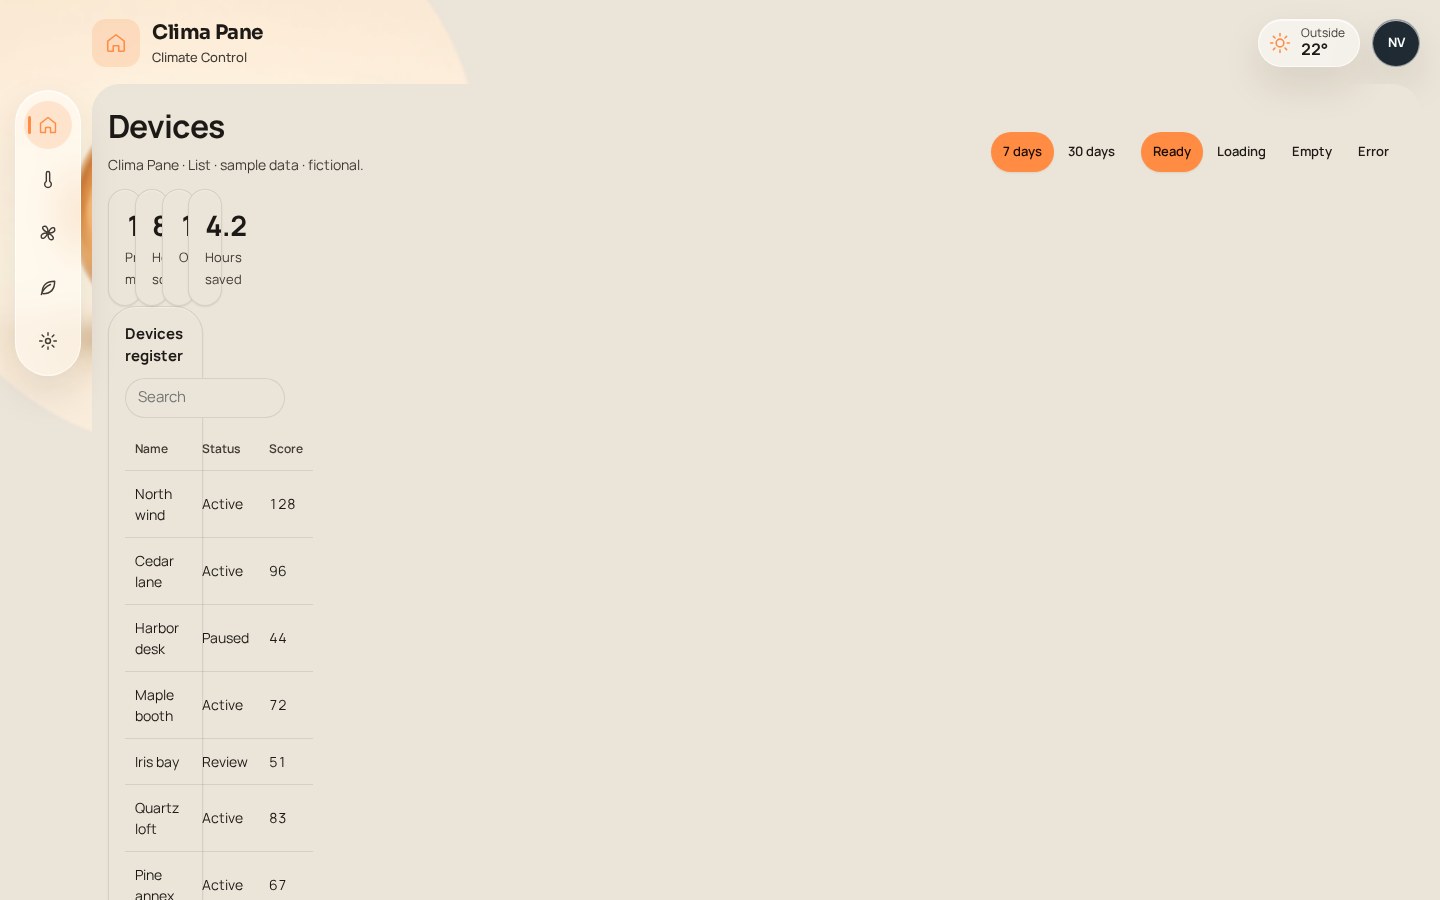 Clima Pane
Climate Control
Outside
22°
NV
Devices
Clima Pane · List · sample data · fictional.
7 days
30 days
Ready
Loading
Empty
Error
4.2
Hours
saved
Devices
register
Search
Name Status Score
North
wind
Active 128
Cedar
lane
Active 96
Harbor
desk
Paused 44
Maple
booth
Active 72
Iris bay Review 51
Quartz
loft
Active 83
Pine
annex
Active 67